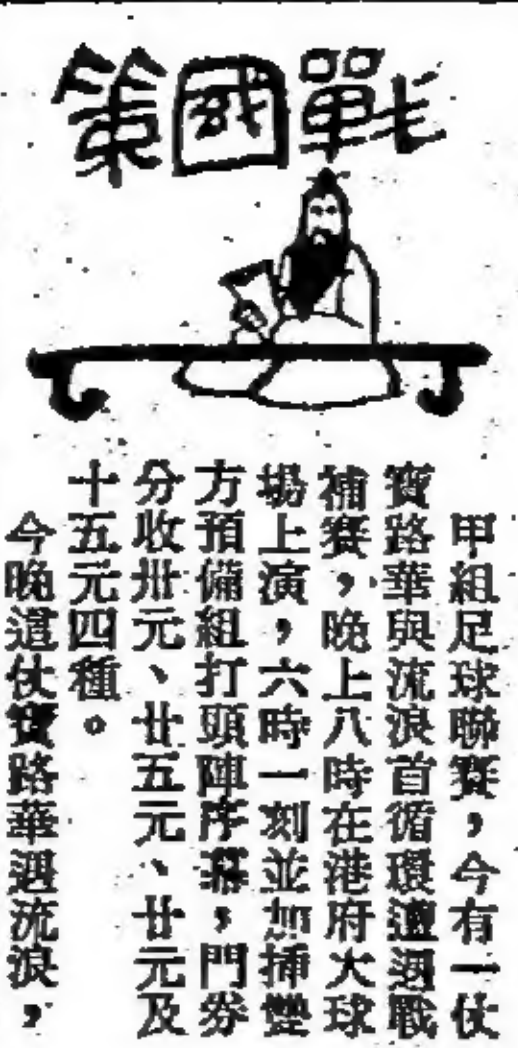 戰國策
甲組足球聯賽，今有一仗
寶路華與流浪首循環遭遇戰
補賽，晚上八時在港府大球
場上演，六時一刻並加插雙
方預備組打頭陣序幕，門券
分收卅元、廿五元、廿元及
十五元四種。
今晚這仗寶路華遇流浪，